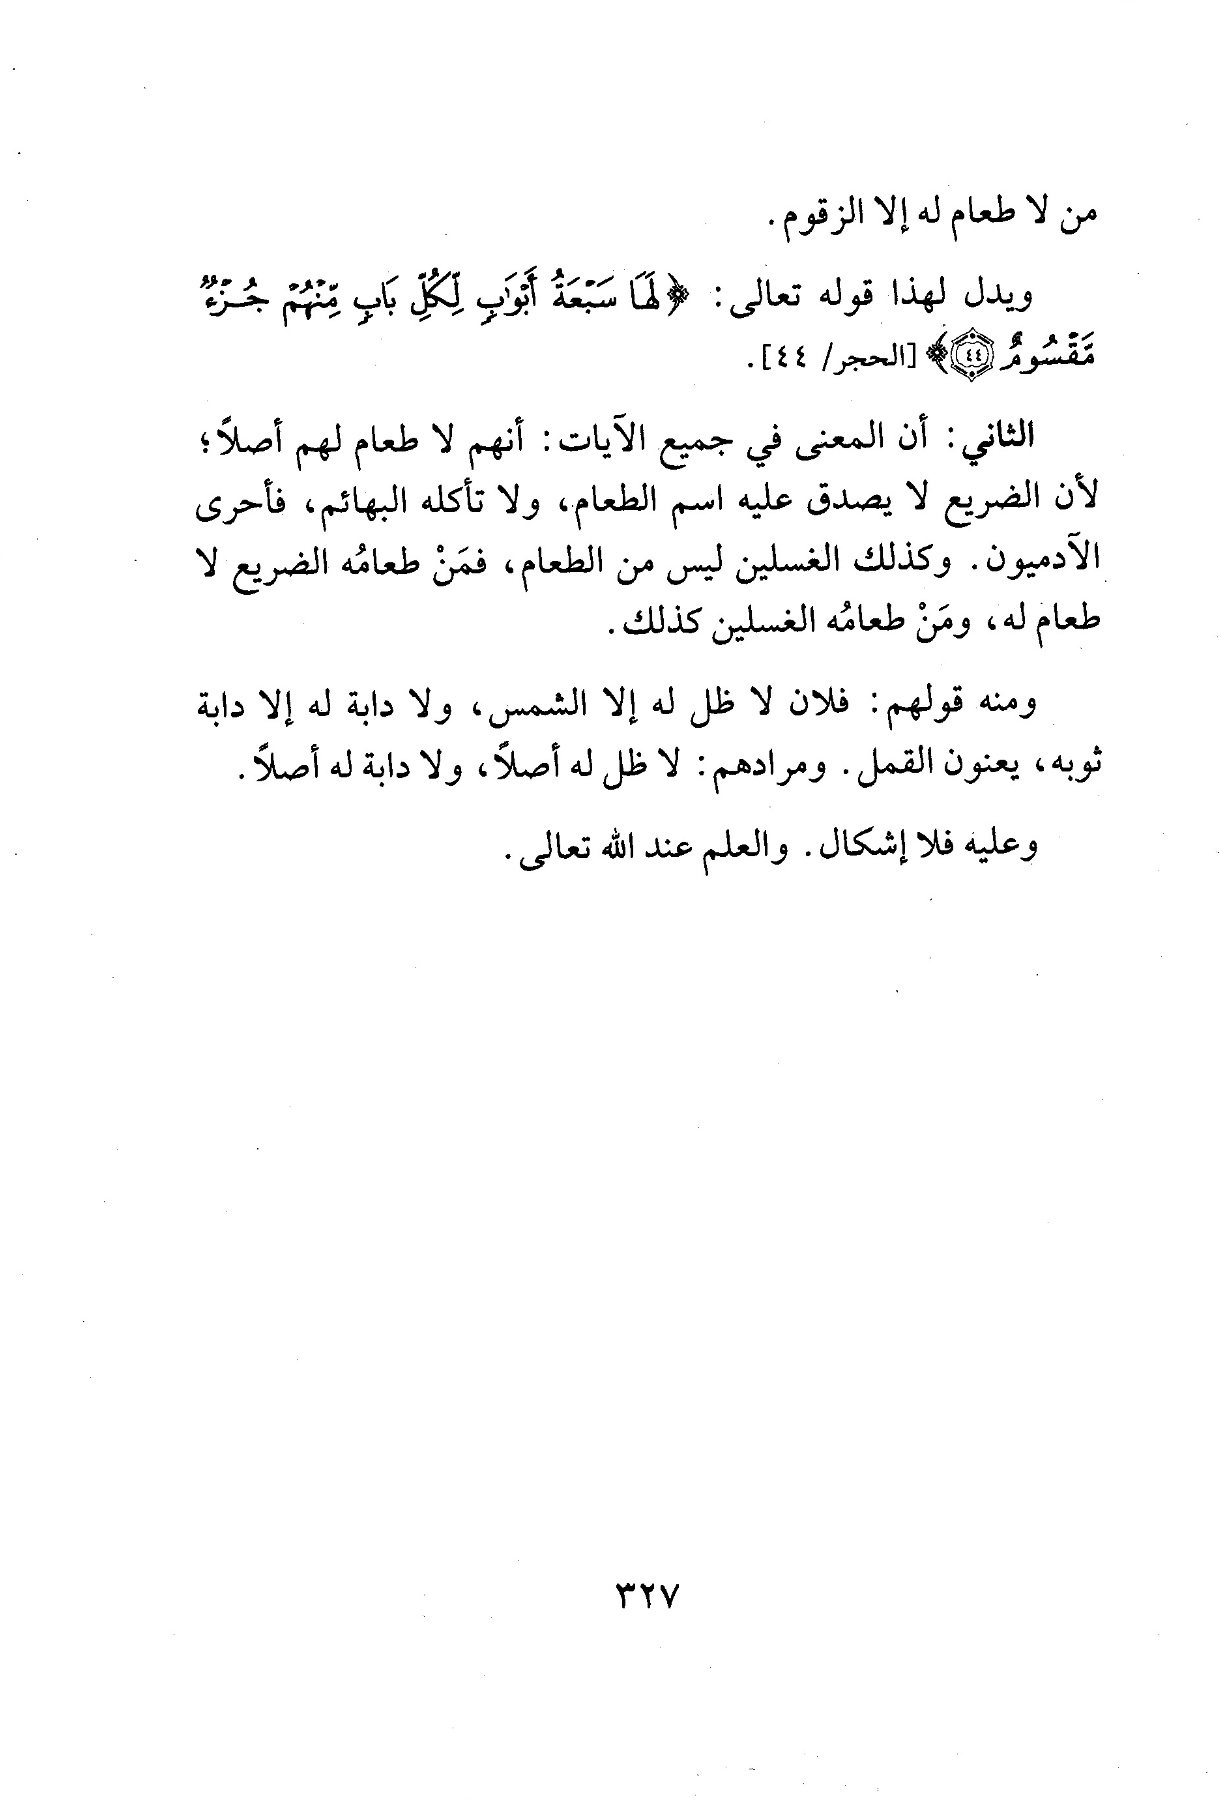 من لا طعام له إلا الزقوم.
ويدل لهذا قوله تعالى: ﴿لَهَا سَبْعَةُ أَبْوَٰبٍ لِّكُلِّ بَابٍ مِّنْهُمْ جُزْءٌ
مَّقْسُومٌ ٤٤﴾ [الحجر/ ٤٤].
الثاني: أن المعنى في جميع الآيات: أنهم لا طعام لهم أصلاً؛
لأن الضريع لا يصدق عليه اسم الطعام، ولا تأكله البهائم، فأحرى
الآدميون. وكذلك الغسلين ليس من الطعام، فمَنْ طعامُه الضريع لا
طعام له، ومَنْ طعامُه الغسلين كذلك.
ومنه قولهم: فلان لا ظل له إلا الشمس، ولا دابة له إلا دابة
ثوبه، يعنون القمل. ومرادهم: لا ظل له أصلاً، ولا دابة له أصلاً.
وعليه فلا إشكال. والعلم عند الله تعالى.
٣٢٧